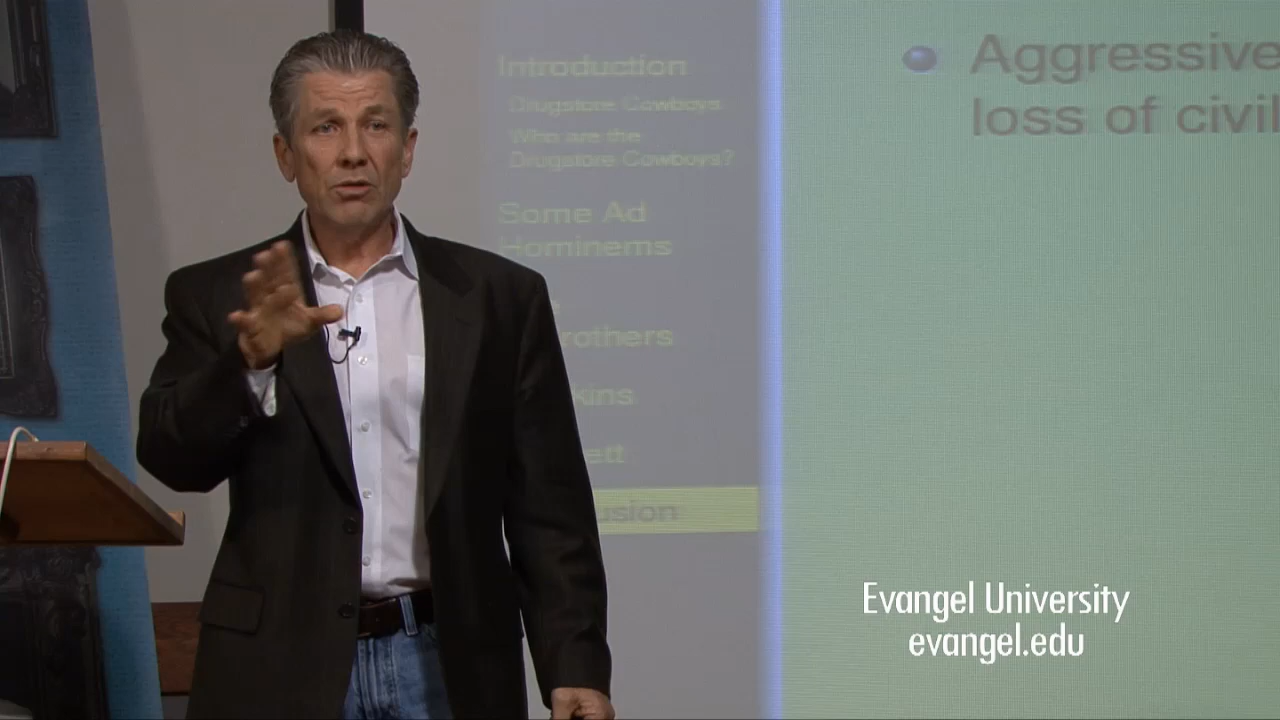 Introduction
Drugstore Cowboys
Who are the
Drugstore Cowboys?
Some Ad
Hominems
rothers
kins
ett
usion
Aggressive
loss of civil
Evangel University
evangel.edu